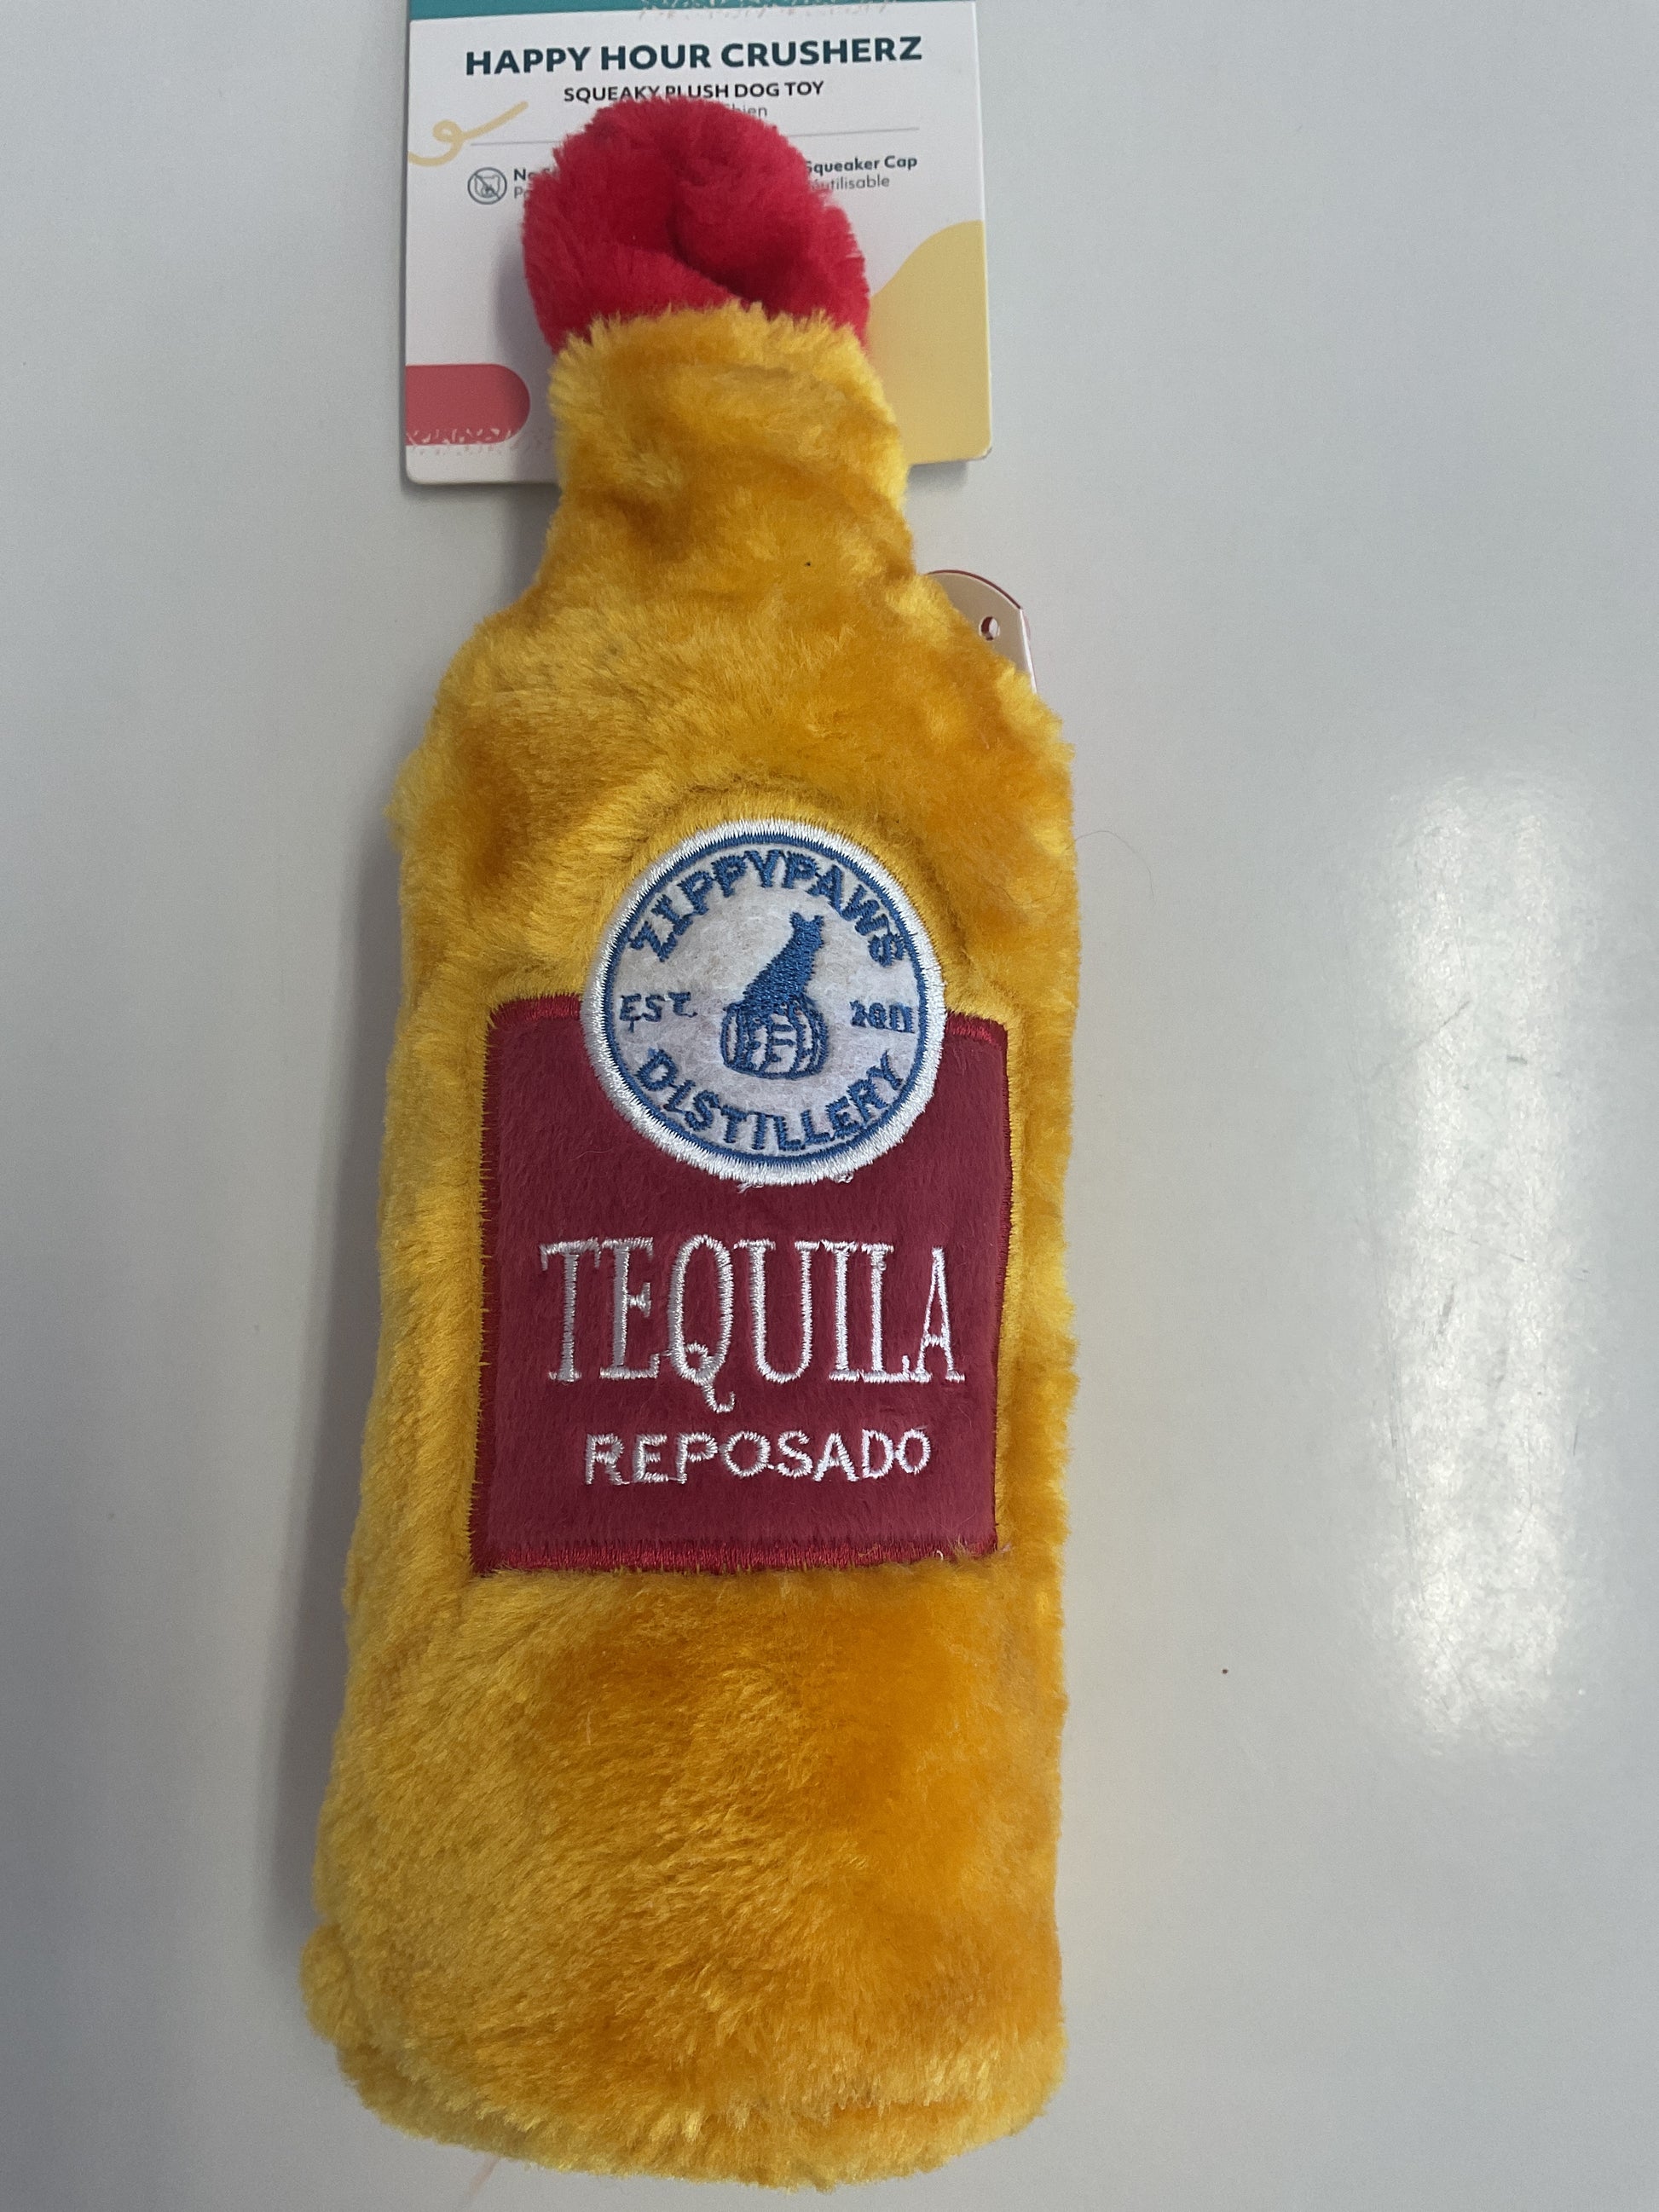 HAPPY HOUR CRUSHERZ
SQUEAKY PLUSH DOG TOY
Squeaker Cap
ZIPPYPAWS
EST. 2011
DISTILLERY
TEQUILA
REPOSADO